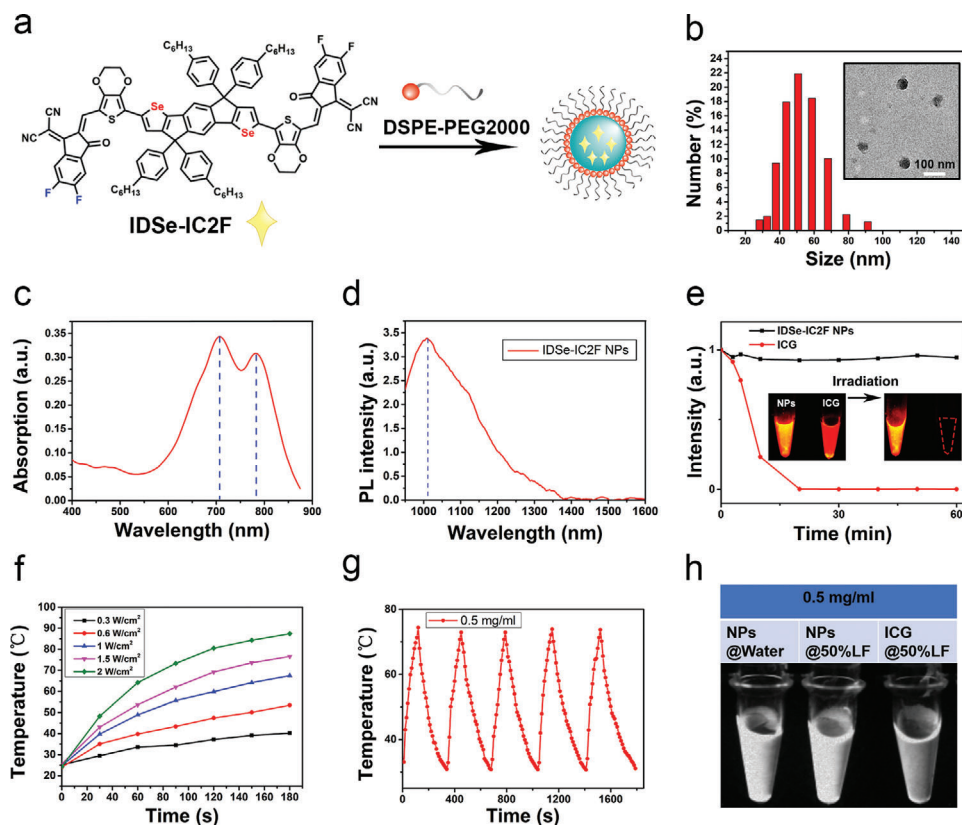 a
C6H13
C6H13
F
F
O
O
CN
NC
Se
S
O
CN
CN
O
Se
S
O
O
F
F
C6H13
C6H13
IDSe-IC2F
DSPE-PEG2000
b
Number (%)
24
22
20
18
16
14
12
10
8
6
4
2
0
100 nm
20 40 60 80 100 120 140
Size (nm)
c
Absorption (a.u.)
0.35
0.30
0.25
0.20
0.15
0.10
0.05
0.00
400 500 600 700 800 900
Wavelength (nm)
d
PL intensity (a.u.)
3.5
3.0
2.5
2.0
1.5
1.0
0.5
0.0
IDSe-IC2F NPs
1000 1100 1200 1300 1400 1500 1600
Wavelength (nm)
e
Intensity (a.u.)
1
0
IDSe-IC2F NPs
ICG
Irradiation
NPs ICG
0 30 60
Time (min)
f
Temperature (℃)
100
90
80
70
60
50
40
30
20
0.3 W/cm²
0.6 W/cm²
1 W/cm²
1.5 W/cm²
2 W/cm²
0 20 40 60 80 100 120 140 160 180
Time (s)
g
Temperature (℃)
80
60
40
20
0.5 mg/ml
0 400 800 1200 1600
Time (s)
h
0.5 mg/ml
NPs @Water
NPs @50%LF
ICG @50%LF